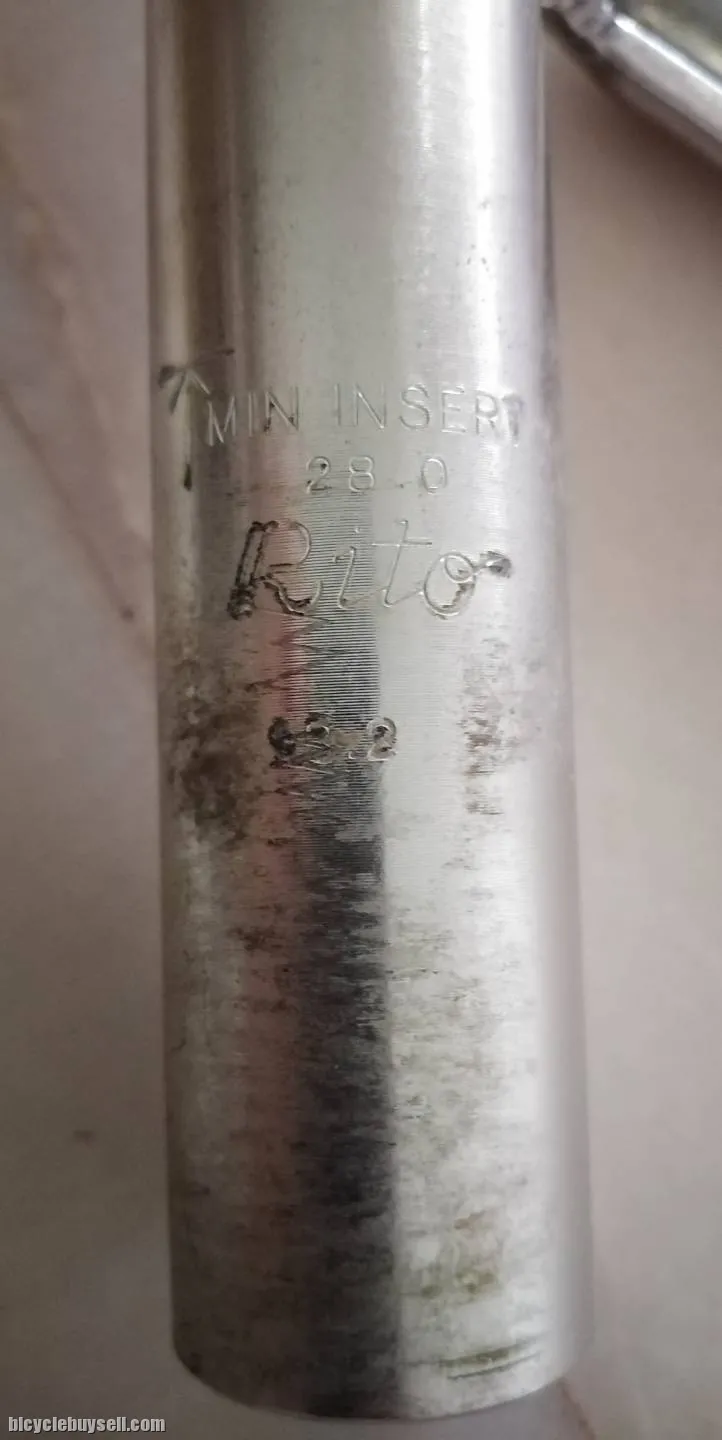 MIN INSERT
28.0
Rito
bicyclebuysell.com